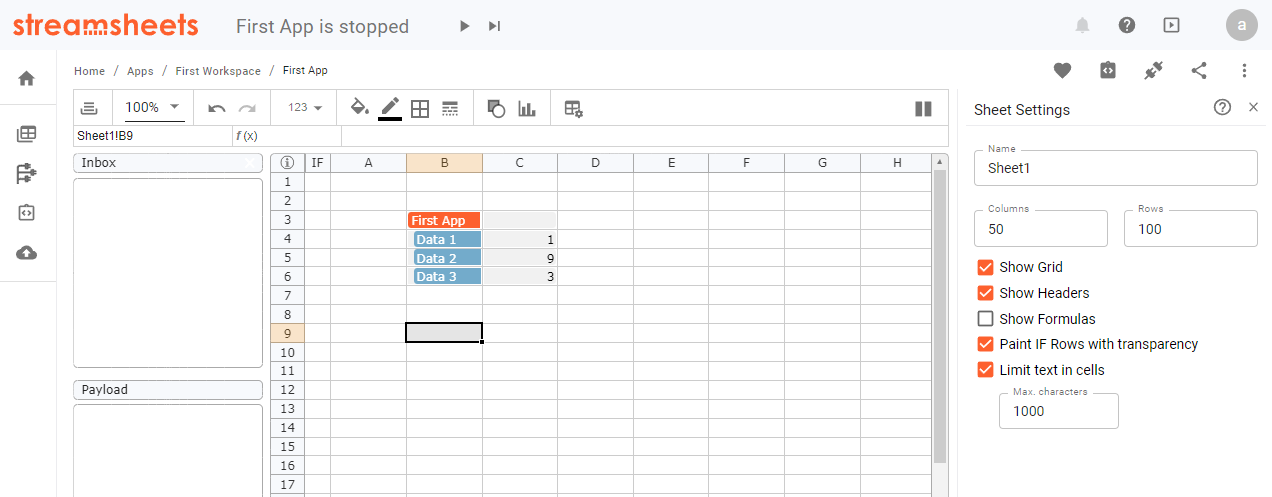 streamsheets First App is stopped a
Home / Apps / First Workspace / First App
100% 123
Sheet1!B9 f (x)
Inbox
Payload
IF A B C D E F G H
1
2
3 First App
4 Data 1 1
5 Data 2 9
6 Data 3 3
7
8
9
10
11
12
13
14
15
16
17
Sheet Settings
Name
Sheet1
Columns Rows
50 100
Show Grid
Show Headers
Show Formulas
Paint IF Rows with transparency
Limit text in cells
Max. characters
1000